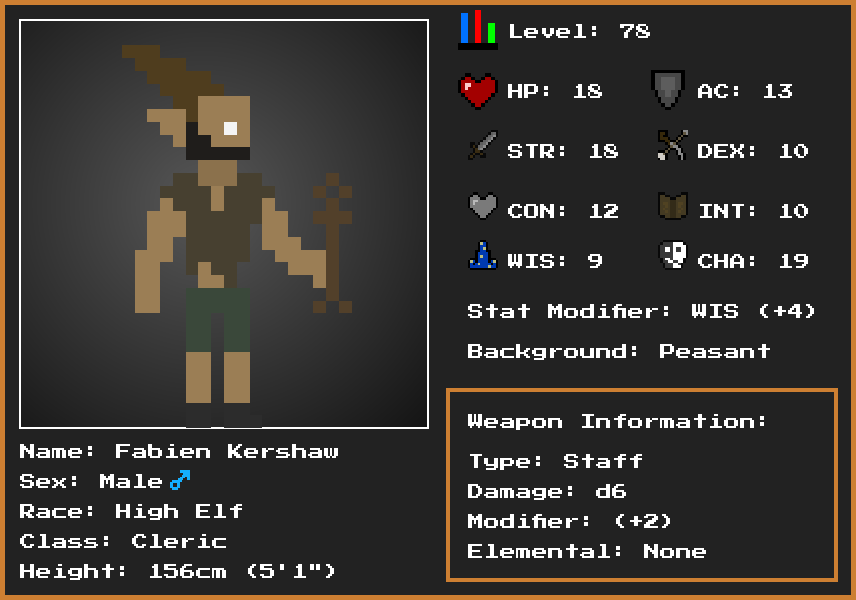 Level: 78
HP: 18 AC: 13
STR: 18 DEX: 10
CON: 12 INT: 10
WIS: 9 CHA: 19
Stat Modifier: WIS (+4)
Background: Peasant
Weapon Information:
Type: Staff
Damage: d6
Modifier: (+2)
Elemental: None
Name: Fabien Kershaw
Sex: Male ♂
Race: High Elf
Class: Cleric
Height: 156cm (5'1")